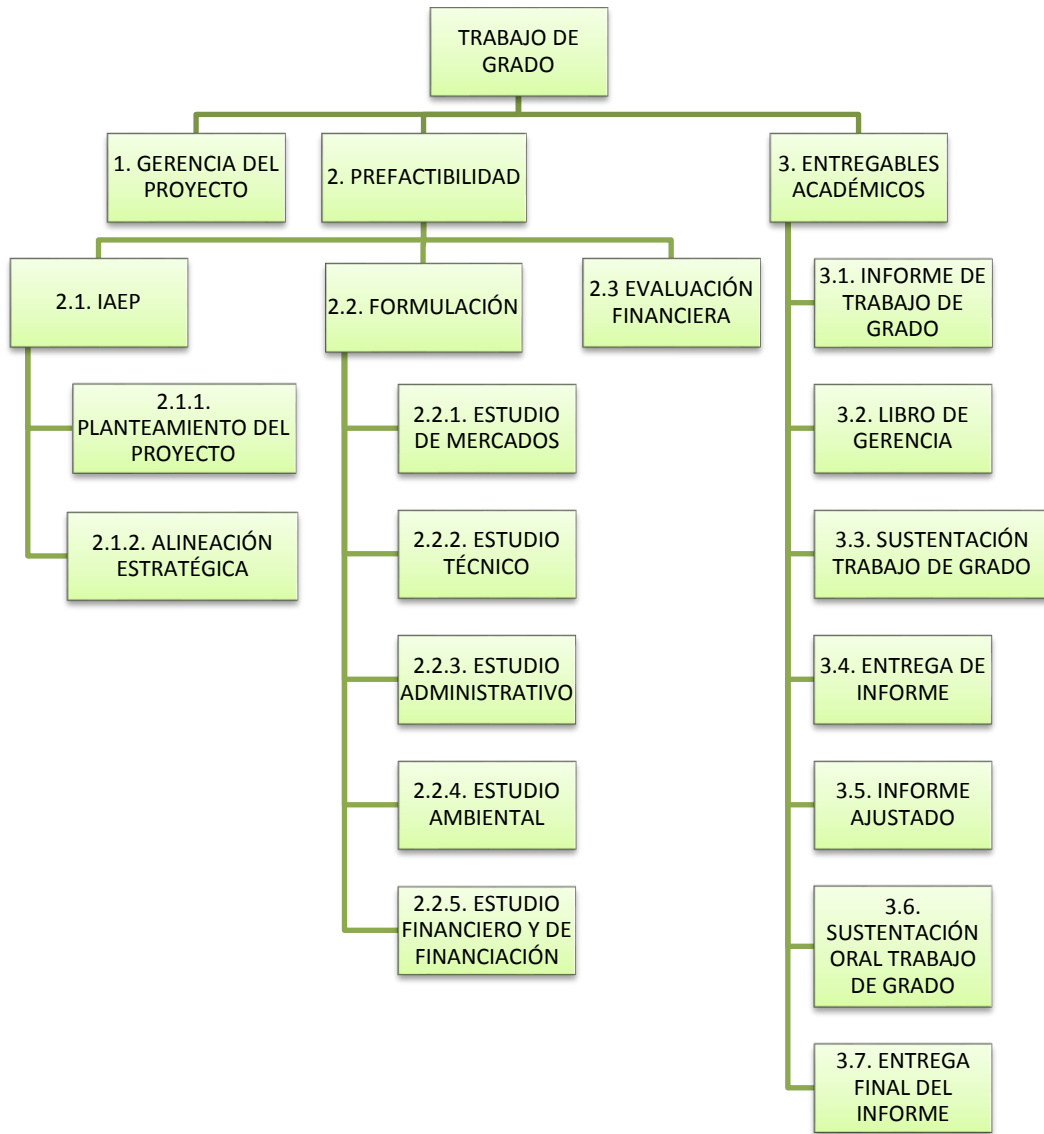 TRABAJO DE
GRADO
1. GERENCIA DEL
PROYECTO
2. PREFACTIBILIDAD
3. ENTREGABLES
ACADÉMICOS
2.1. IAEP
2.2. FORMULACIÓN
2.3 EVALUACIÓN
FINANCIERA
2.1.1.
PLANTEAMIENTO DEL
PROYECTO
2.1.2. ALINEACIÓN
ESTRATÉGICA
2.2.1. ESTUDIO
DE MERCADOS
2.2.2. ESTUDIO
TÉCNICO
2.2.3. ESTUDIO
ADMINISTRATIVO
2.2.4. ESTUDIO
AMBIENTAL
2.2.5. ESTUDIO
FINANCIERO Y DE
FINANCIACIÓN
3.1. INFORME DE
TRABAJO DE
GRADO
3.2. LIBRO DE
GERENCIA
3.3. SUSTENTACIÓN
TRABAJO DE GRADO
3.4. ENTREGA DE
INFORME
3.5. INFORME
AJUSTADO
3.6.
SUSTENTACIÓN
ORAL TRABAJO
DE GRADO
3.7. ENTREGA
FINAL DEL
INFORME